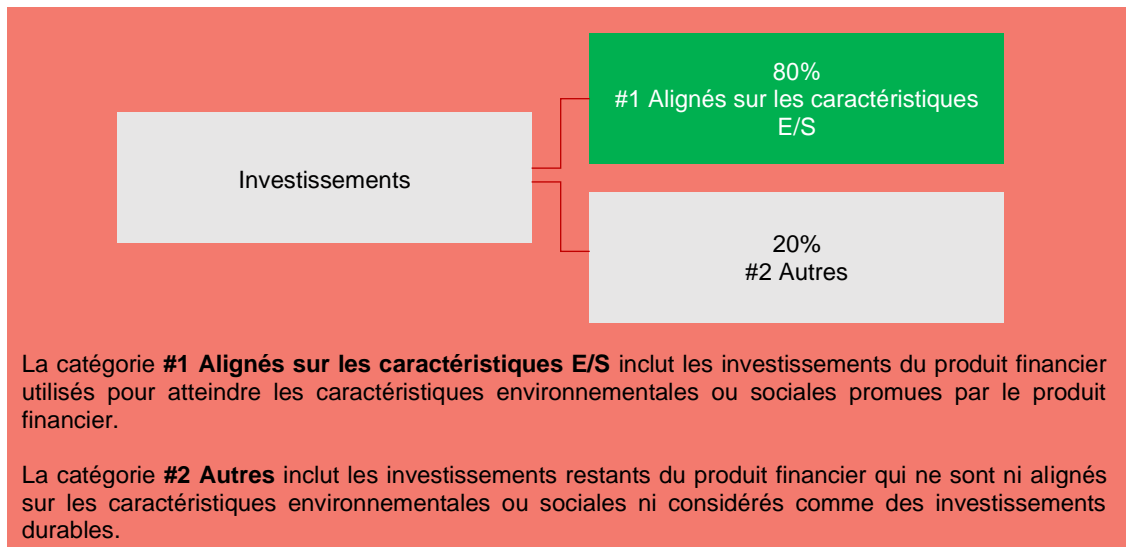 80%
#1 Alignés sur les caractéristiques
E/S
Investissements
20%
#2 Autres
La catégorie #1 Alignés sur les caractéristiques E/S inclut les investissements du produit financier
utilisés pour atteindre les caractéristiques environnementales ou sociales promues par le produit
financier.
La catégorie #2 Autres inclut les investissements restants du produit financier qui ne sont ni alignés
sur les caractéristiques environnementales ou sociales ni considérés comme des investissements
durables.